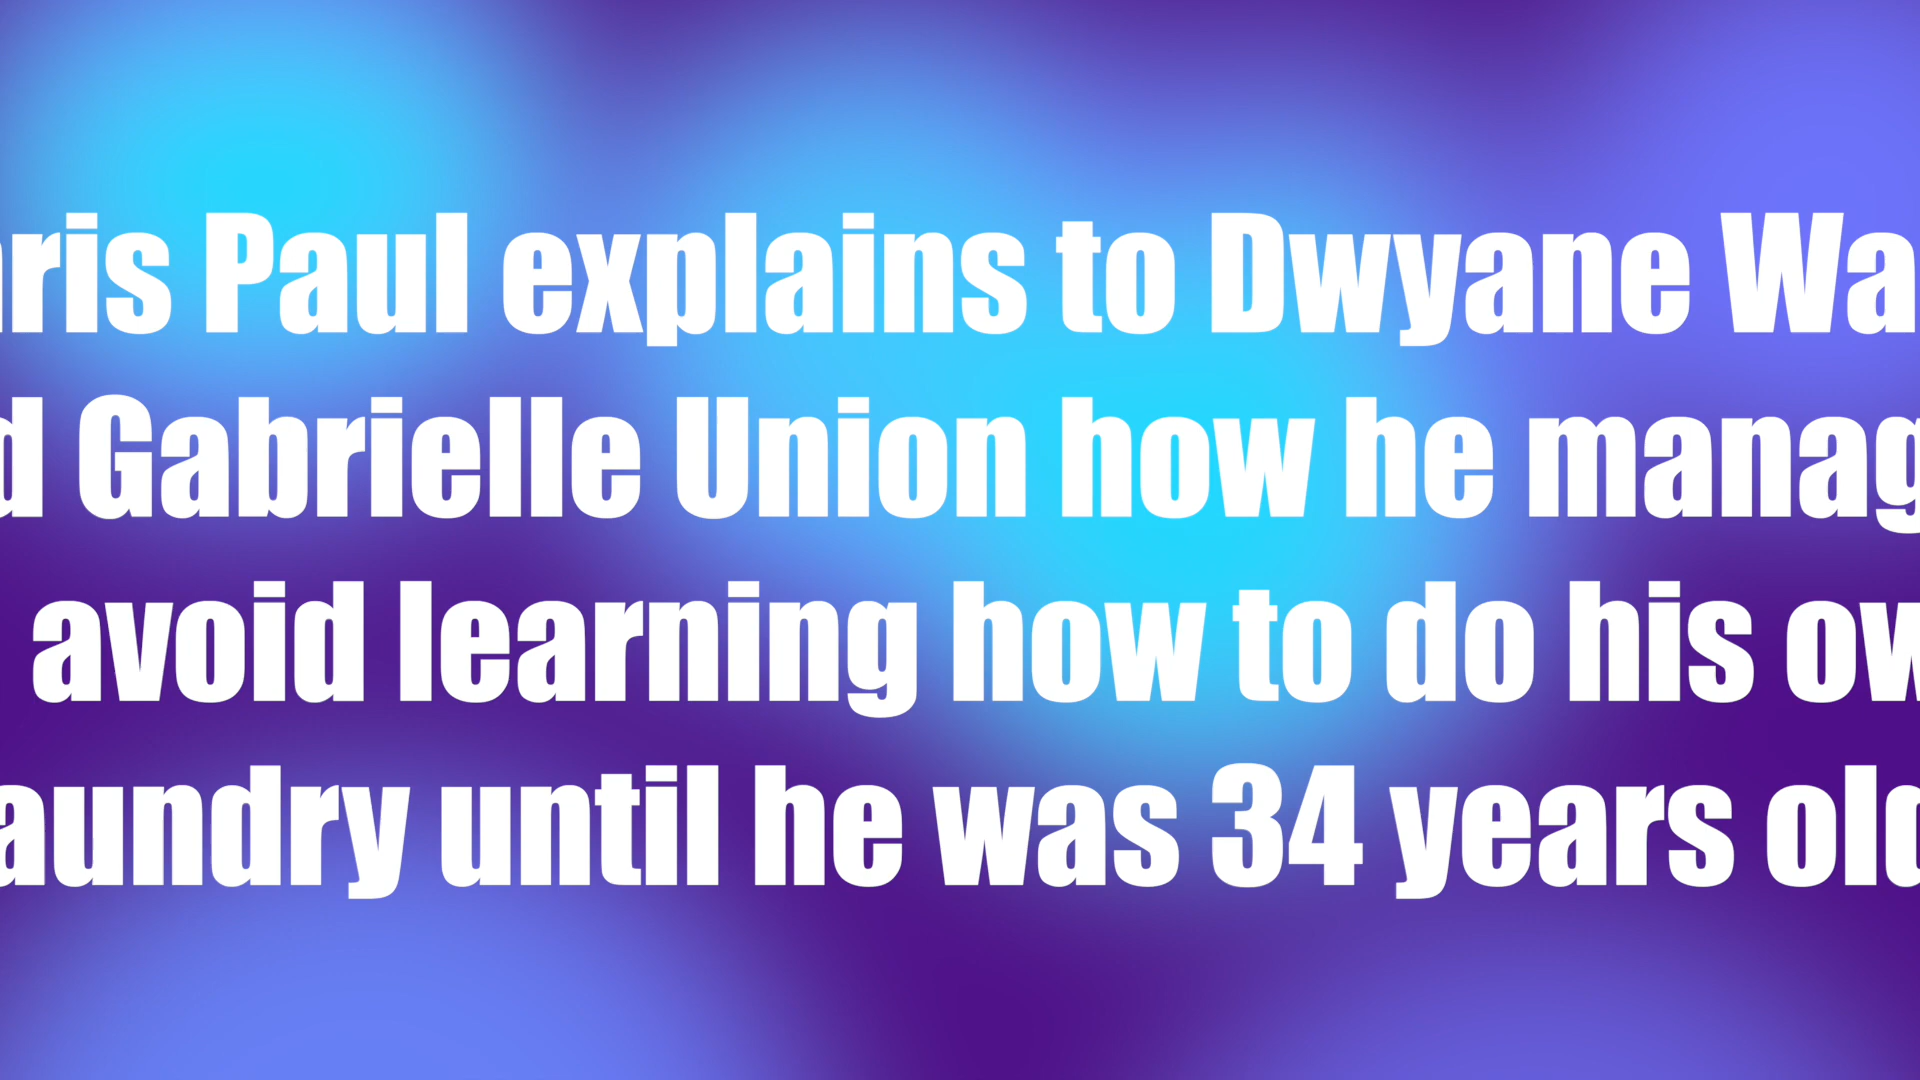 ris Paul explains to Dwyane Wa
d Gabrielle Union how he manag
avoid learning how to do his ow
aundry until he was 34 years old